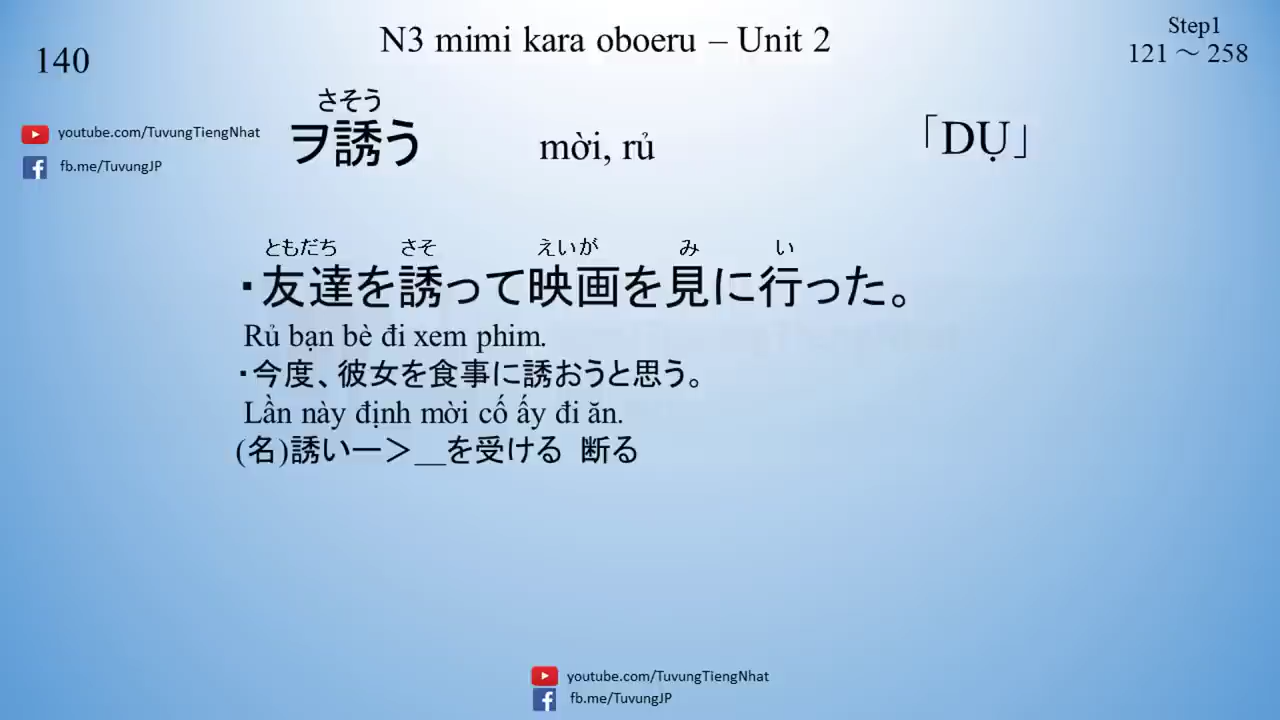 N3 mimi kara oboeru – Unit 2
Step1
140
121 ～ 258
さそう
ヲ誘う mời, rủ 「DỤ」
youtube.com/TuvungTiengNhat
fb.me/TuvungJP
ともだち さそ えいが み い
・友達を誘って映画を見に行った。
Rủ bạn bè đi xem phim.
・今度、彼女を食事に誘おうと思う。
Lần này định mời cố ấy đi ăn.
(名)誘いー＞__を受ける 断る
youtube.com/TuvungTiengNhat
fb.me/TuvungJP